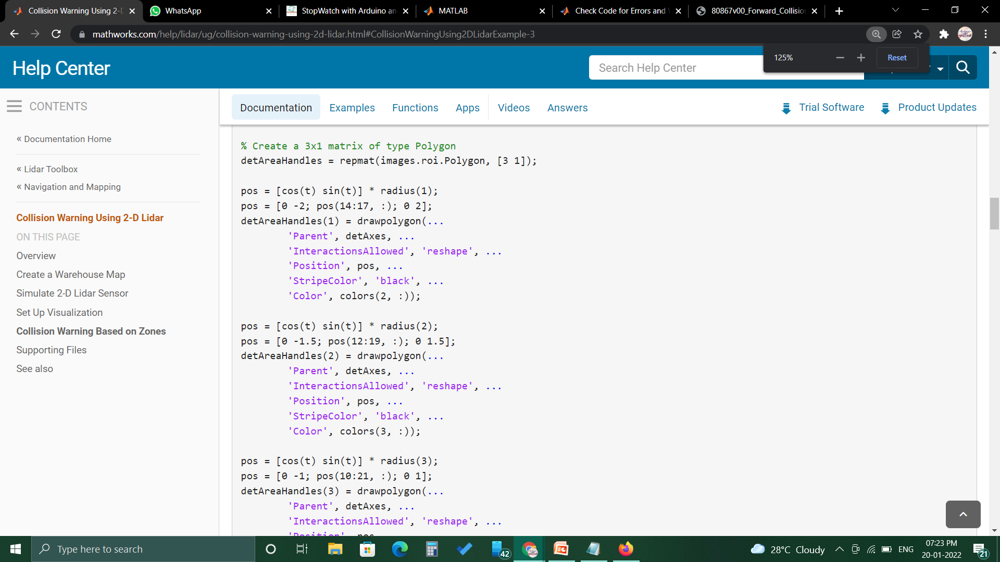 Collision Warning Using 2-D
WhatsApp
StopWatch with Arduino an
MATLAB
Check Code for Errors and
80867v00_Forward_Collisio
mathworks.com/help/lidar/ug/collision-warning-using-2d-lidar.html#CollisionWarningUsing2DLidarExample-3
125%
Reset
Help Center
Search Help Center
CONTENTS
Documentation
Examples
Functions
Apps
Videos
Answers
Trial Software
Product Updates
« Documentation Home
« Lidar Toolbox
« Navigation and Mapping
Collision Warning Using 2-D Lidar
ON THIS PAGE
Overview
Create a Warehouse Map
Simulate 2-D Lidar Sensor
Set Up Visualization
Collision Warning Based on Zones
Supporting Files
See also
% Create a 3x1 matrix of type Polygon
detAreaHandles = repmat(images.roi.Polygon, [3 1]);
pos = [cos(t) sin(t)] * radius(1);
pos = [0 -2; pos(14:17, :); 0 2];
detAreaHandles(1) = drawpolygon(...
'Parent', detAxes, ...
'InteractionsAllowed', 'reshape', ...
'Position', pos, ...
'StripeColor', 'black', ...
'Color', colors(2, :));
pos = [cos(t) sin(t)] * radius(2);
pos = [0 -1.5; pos(12:19, :); 0 1.5];
detAreaHandles(2) = drawpolygon(...
'Parent', detAxes, ...
'InteractionsAllowed', 'reshape', ...
'Position', pos, ...
'StripeColor', 'black', ...
'Color', colors(3, :));
pos = [cos(t) sin(t)] * radius(3);
pos = [0 -1; pos(10:21, :); 0 1];
detAreaHandles(3) = drawpolygon(...
'Parent', detAxes, ...
'InteractionsAllowed', 'reshape', ...
'Position', pos,
Type here to search
42
28°C Cloudy
ENG
07:23 PM
20-01-2022
21